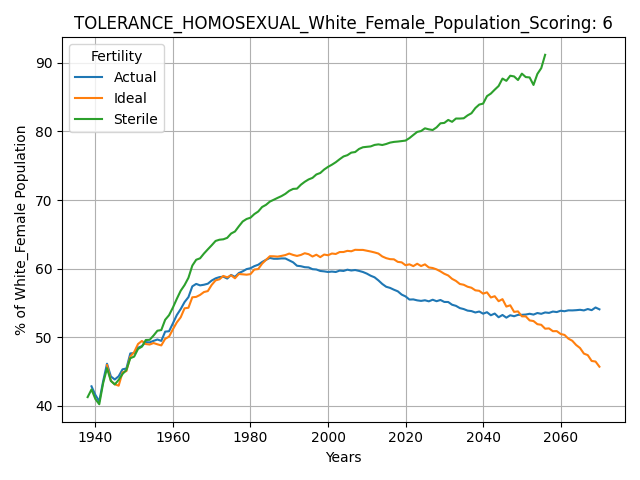 TOLERANCE_HOMOSEXUAL_White_Female_Population_Scoring: 6
Fertility
Actual
Ideal
Sterile
% of White_Female Population
90
80
70
60
50
40
1940
1960
1980
2000
2020
2040
2060
Years